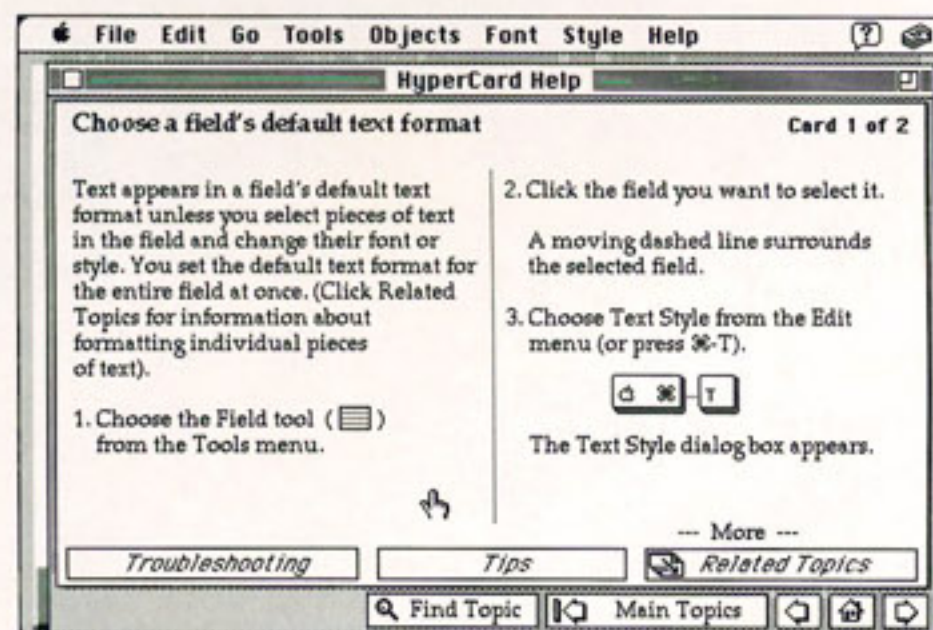 File Edit Go Tools Objects Font Style Help
HyperCard Help
Choose a field's default text format
Card 1 of 2
Text appears in a field's default text
format unless you select pieces of text
in the field and change their font or
style. You set the default text format for
the entire field at once. (Click Related
Topics for information about
formatting individual pieces
of text).
1. Choose the Field tool ( )
from the Tools menu.
2. Click the field you want to select it.
A moving dashed line surrounds
the selected field.
3. Choose Text Style from the Edit
menu (or press ⌘-T).
⌘ T
The Text Style dialog box appears.
--- More ---
Troubleshooting
Tips
Related Topics
Find Topic
Main Topics